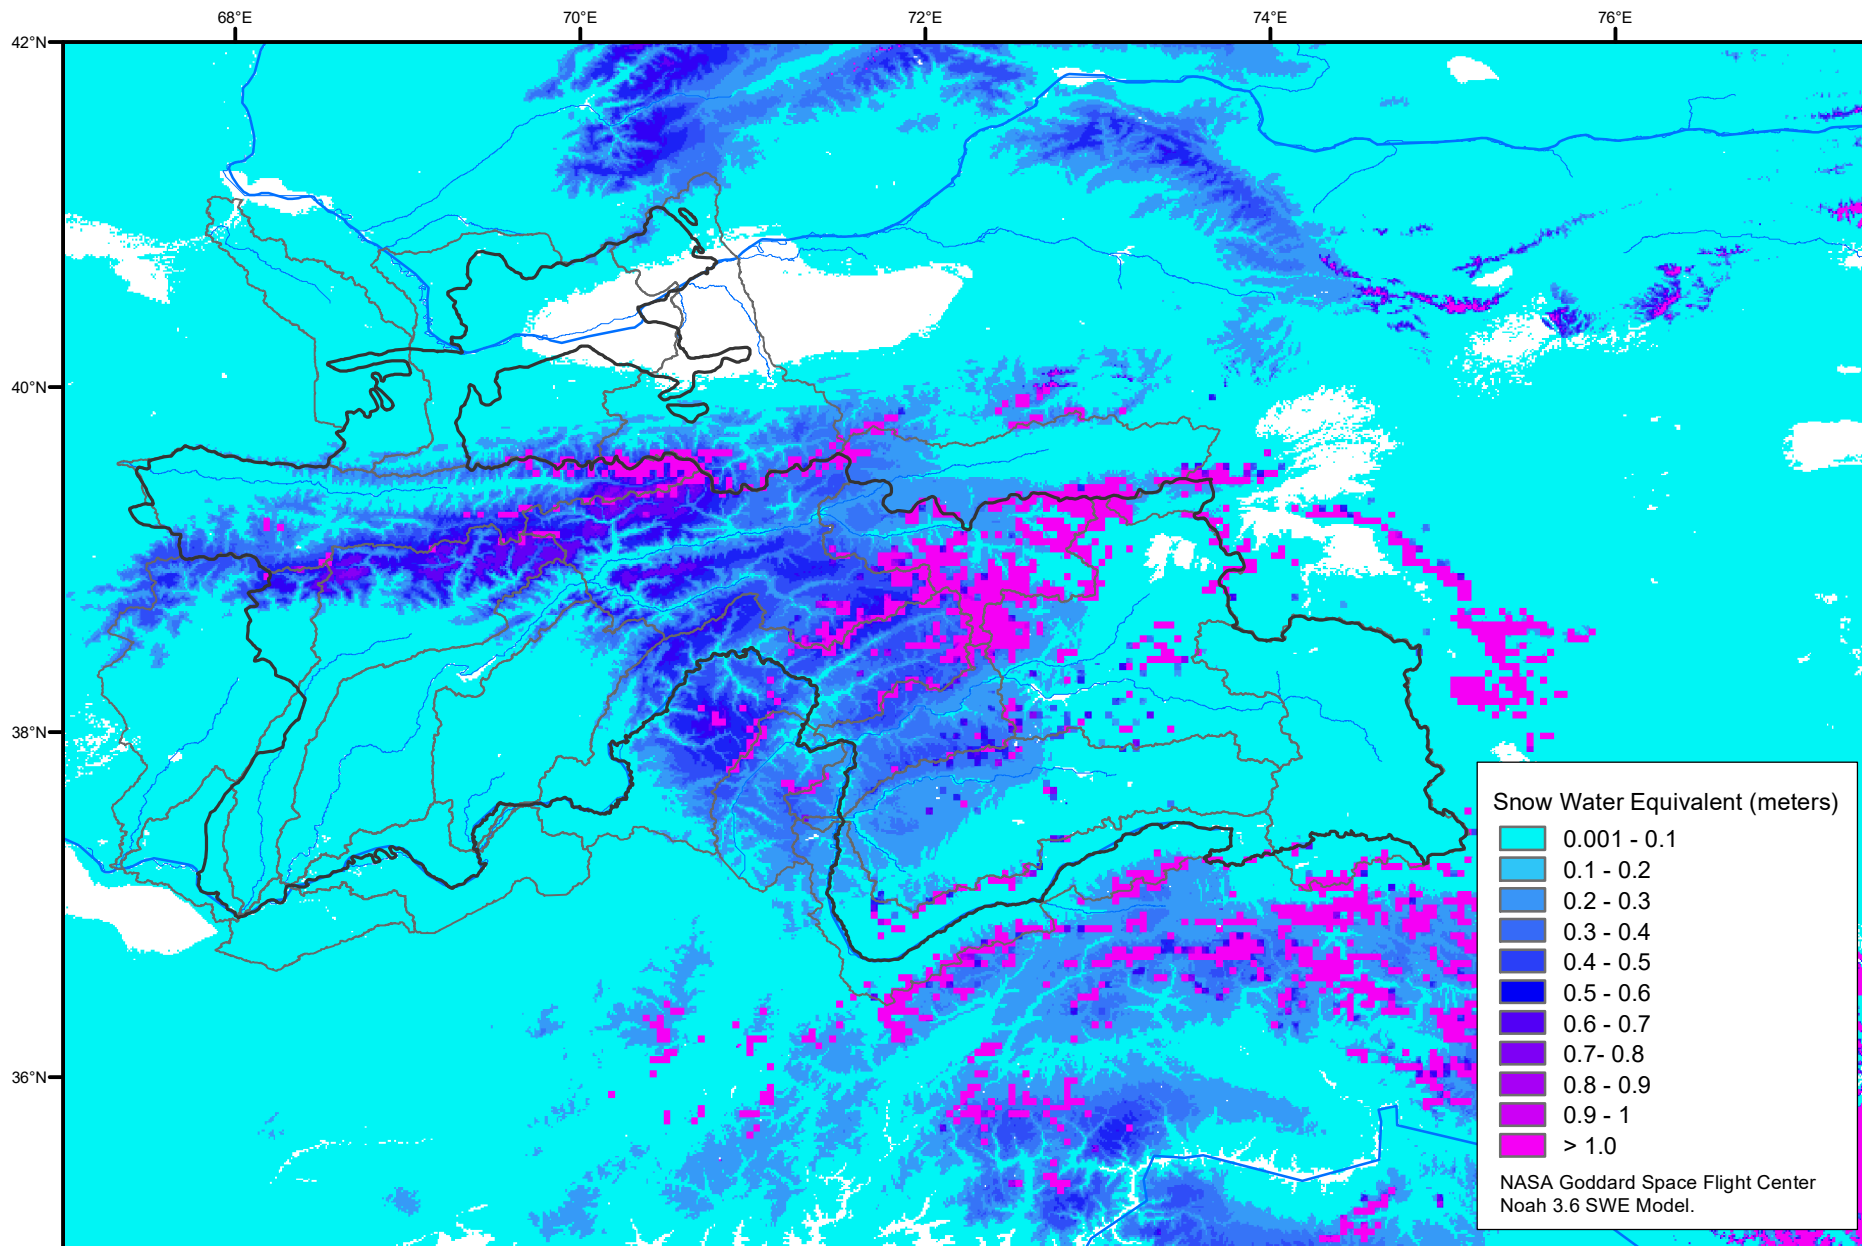 68°E 70°E 72°E 74°E 76°E
42°N
40°N
38°N
36°N
Snow Water Equivalent (meters)
0.001 - 0.1
0.1 - 0.2
0.2 - 0.3
0.3 - 0.4
0.4 - 0.5
0.5 - 0.6
0.6 - 0.7
0.7- 0.8
0.8 - 0.9
0.9 - 1
> 1.0
NASA Goddard Space Flight Center
Noah 3.6 SWE Model.